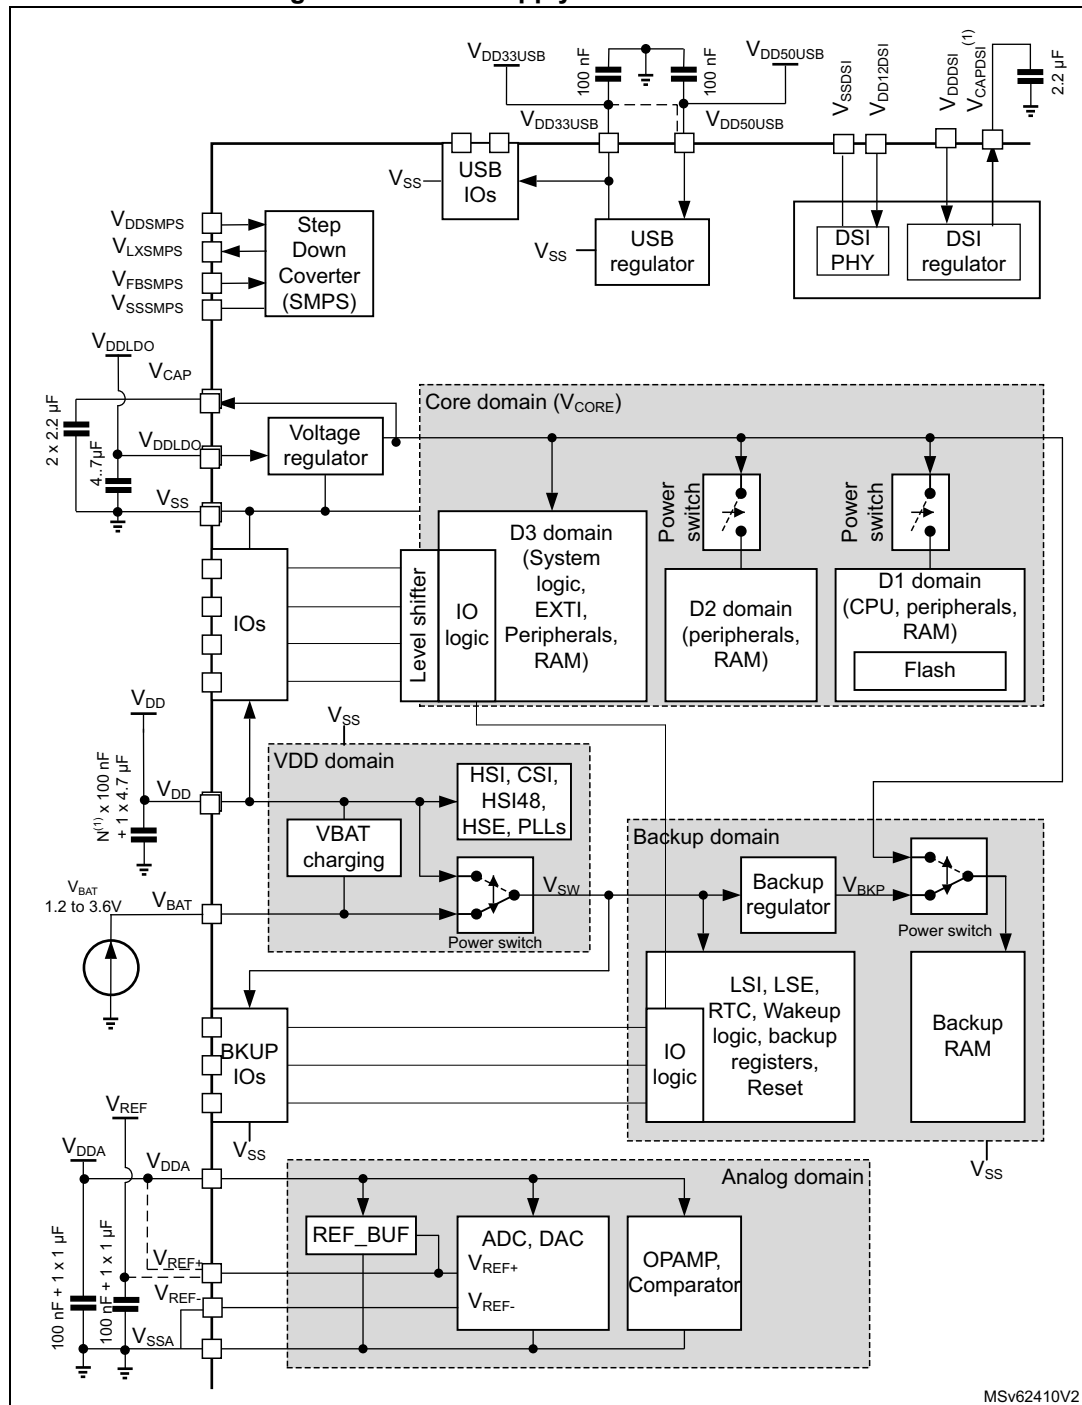 VDD33USB
100 nF
100 nF
VDD50USB
VSSDSI
VDD12DSI
VDDDSI
VCAPDSI(1)
2.2 µF
VDD33USB
VDD50USB
VSS
USB
IOs
VDDSMPS
VLXSMPS
VFBSMPS
VSSSMPS
Step
Down
Coverter
(SMPS)
VSS
USB
regulator
DSI
PHY
DSI
regulator
VDDLDO
VCAP
2 x 2.2 µF
4..7µF
VDDLDO
Voltage
regulator
VSS
Core domain (VCORE)
Power
switch
Power
switch
D3 domain
(System
logic,
EXTI,
Peripherals,
RAM)
D2 domain
(peripherals,
RAM)
D1 domain
(CPU, peripherals,
RAM)
Flash
IOs
Level shifter
IO
logic
VDD
N(1) x 100 nF
+ 1 x 4.7 µF
VDD
VSS
VDD domain
HSI, CSI,
HSI48,
HSE, PLLs
VBAT
charging
VBAT
1.2 to 3.6V
VBAT
Power switch
VSW
Backup domain
Backup
regulator
VBKP
Power switch
LSI, LSE,
RTC, Wakeup
logic, backup
registers,
Reset
IO
logic
Backup
RAM
BKUP
IOs
VSS
VSS
VREF
VDDA
VDDA
100 nF + 1 x 1 µF
100 nF + 1 x 1 µF
VREF+
VREF-
VSSA
Analog domain
REF_BUF
ADC, DAC
VREF+
VREF-
OPAMP,
Comparator
MSv62410V2